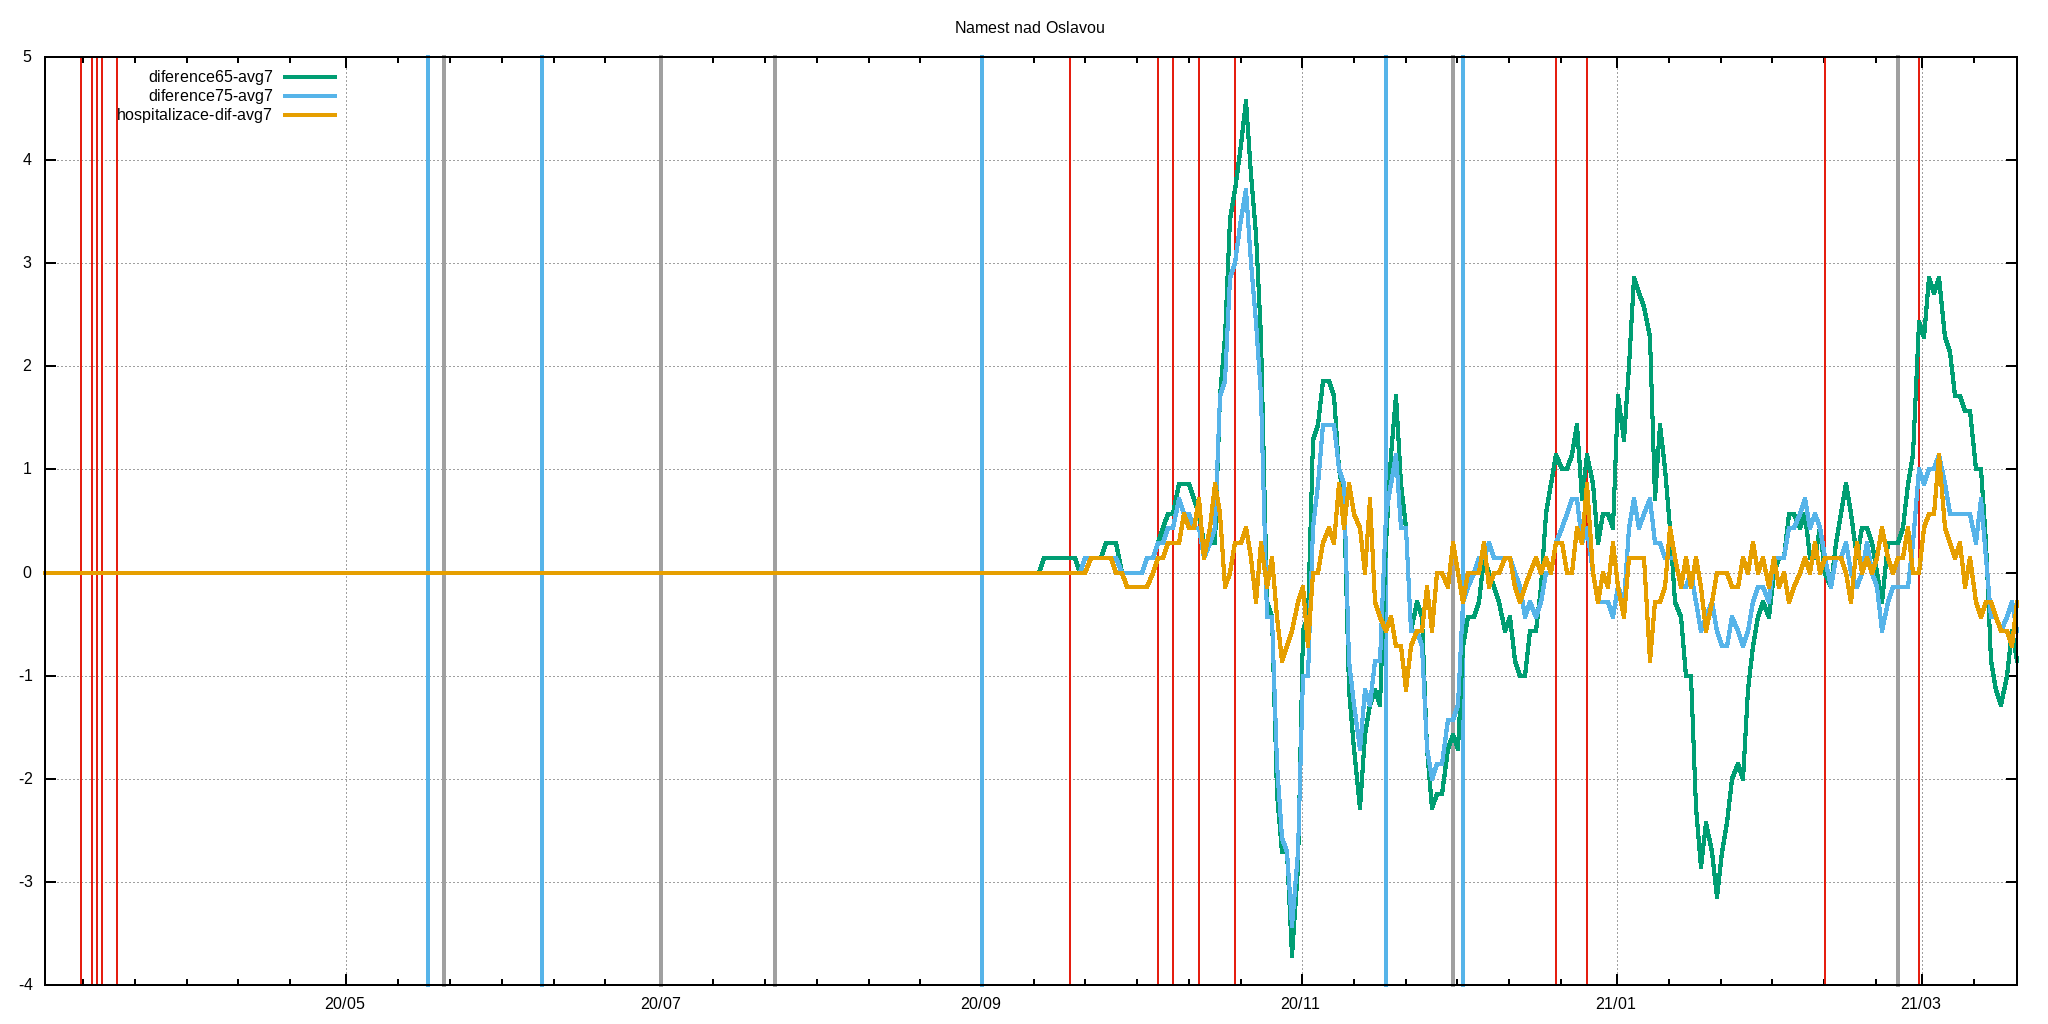 Namest nad Oslavou
5
4
3
2
1
0
-1
-2
-3
-4
diference65-avg7
diference75-avg7
hospitalizace-dif-avg7
20/05 20/07 20/09 20/11 21/01 21/03